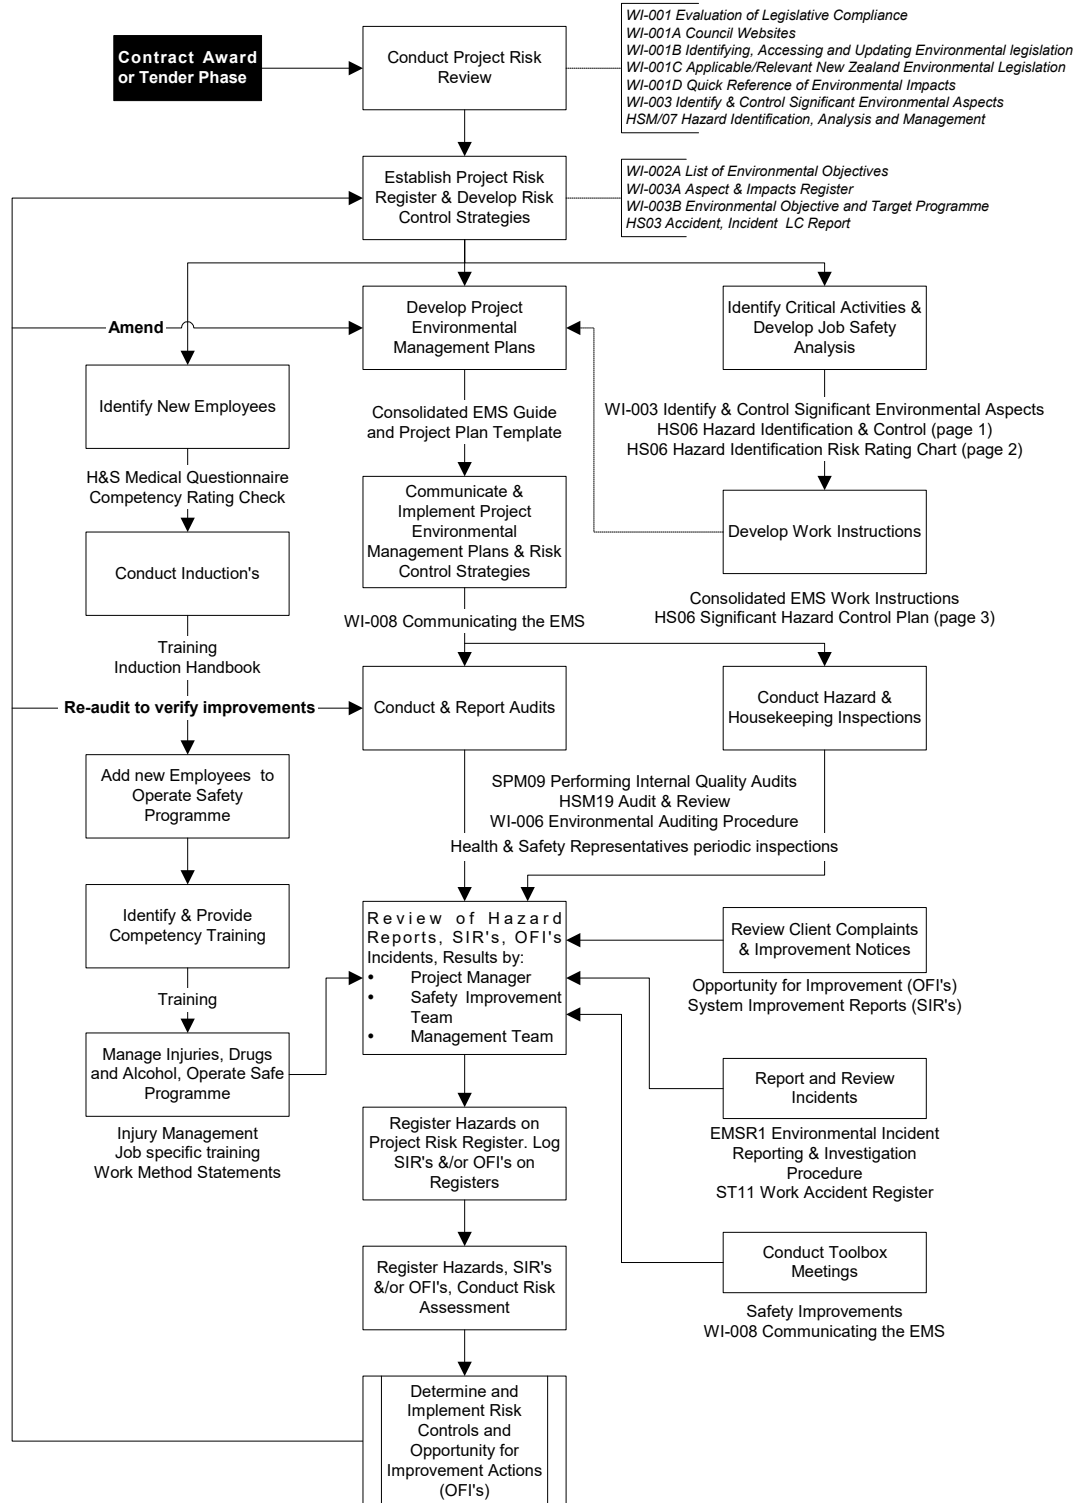 Contract Award
or Tender Phase
Conduct Project Risk
Review
WI-001 Evaluation of Legislative Compliance
WI-001A Council Websites
WI-001B Identifying, Accessing and Updating Environmental legislation
WI-001C Applicable/Relevant New Zealand Environmental Legislation
WI-001D Quick Reference of Environmental Impacts
WI-003 Identify & Control Significant Environmental Aspects
HSM/07 Hazard Identification, Analysis and Management
Establish Project Risk
Register & Develop Risk
Control Strategies
WI-002A List of Environmental Objectives
WI-003A Aspect & Impacts Register
WI-003B Environmental Objective and Target Programme
HS03 Accident, Incident LC Report
Amend
Develop Project
Environmental
Management Plans
Identify Critical Activities &
Develop Job Safety
Analysis
Identify New Employees
Consolidated EMS Guide
and Project Plan Template
WI-003 Identify & Control Significant Environmental Aspects
HS06 Hazard Identification & Control (page 1)
HS06 Hazard Identification Risk Rating Chart (page 2)
H&S Medical Questionnaire
Competency Rating Check
Communicate &
Implement Project
Environmental
Management Plans & Risk
Control Strategies
Develop Work Instructions
Conduct Induction's
Consolidated EMS Work Instructions
HS06 Significant Hazard Control Plan (page 3)
WI-008 Communicating the EMS
Training
Induction Handbook
Re-audit to verify improvements
Conduct & Report Audits
Conduct Hazard &
Housekeeping Inspections
Add new Employees to
Operate Safety
Programme
SPM09 Performing Internal Quality Audits
HSM19 Audit & Review
WI-006 Environmental Auditing Procedure
Health & Safety Representatives periodic inspections
Identify & Provide
Competency Training
Training
Review of Hazard
Reports, SIR's, OFI's
Incidents, Results by:
• Project Manager
• Safety Improvement
Team
• Management Team
Review Client Complaints
& Improvement Notices
Opportunity for Improvement (OFI's)
System Improvement Reports (SIR's)
Manage Injuries, Drugs
and Alcohol, Operate Safe
Programme
Injury Management
Job specific training
Work Method Statements
Report and Review
Incidents
EMSR1 Environmental Incident
Reporting & Investigation
Procedure
ST11 Work Accident Register
Register Hazards on
Project Risk Register. Log
SIR's &/or OFI's on
Registers
Conduct Toolbox
Meetings
Safety Improvements
WI-008 Communicating the EMS
Register Hazards, SIR's
&/or OFI's, Conduct Risk
Assessment
Determine and
Implement Risk
Controls and
Opportunity for
Improvement Actions
(OFI's)